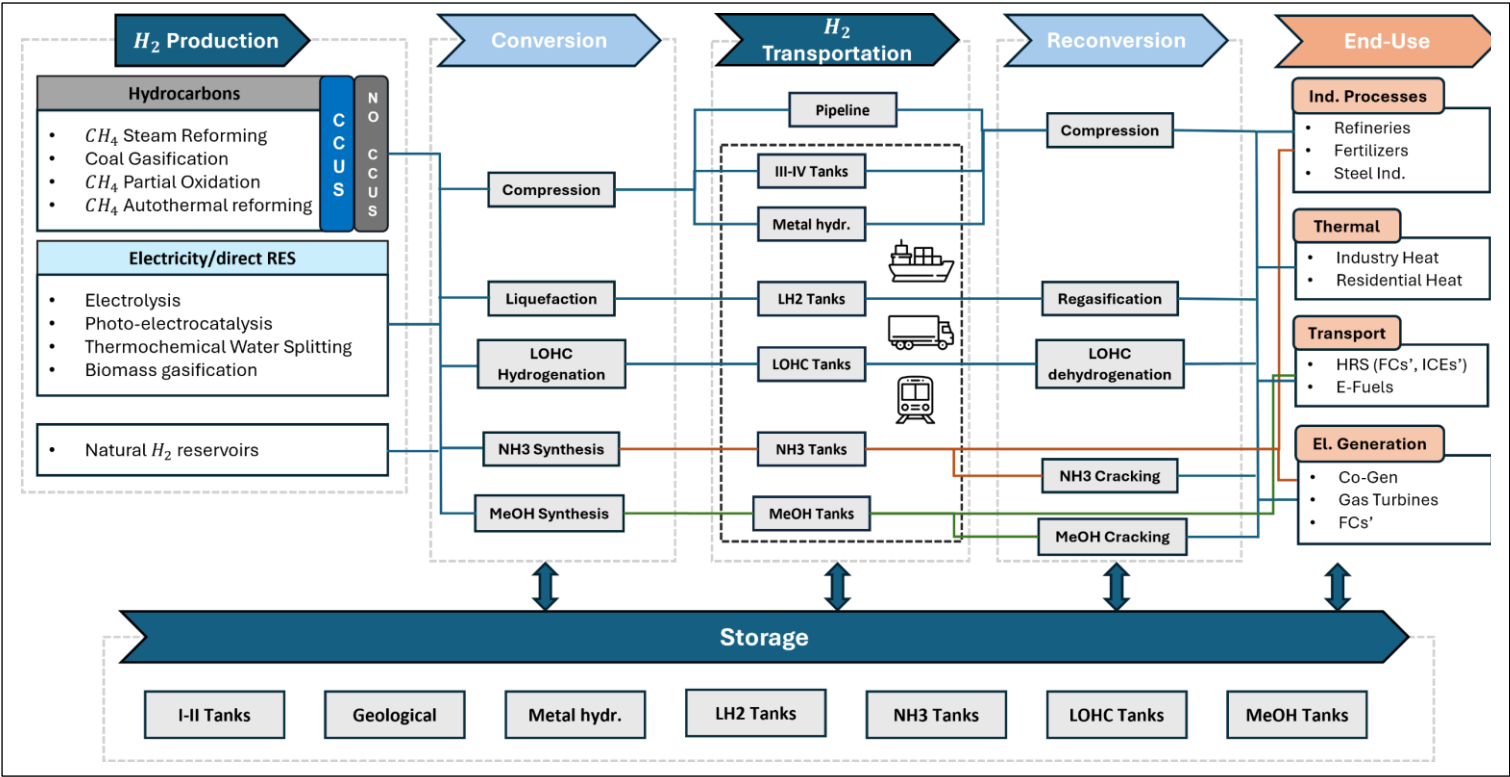 H₂ Production
Conversion
H₂
Transportation
Reconversion
End-Use
Hydrocarbons
• CH₄ Steam Reforming
• Coal Gasification
• CH₄ Partial Oxidation
• CH₄ Autothermal reforming
CCUS
NO CCUS
Electricity/direct RES
• Electrolysis
• Photo-electrocatalysis
• Thermochemical Water Splitting
• Biomass gasification
• Natural H₂ reservoirs
Compression
Liquefaction
LOHC
Hydrogenation
NH3 Synthesis
MeOH Synthesis
Pipeline
III-IV Tanks
Metal hydr.
LH2 Tanks
LOHC Tanks
NH3 Tanks
MeOH Tanks
Compression
Regasification
LOHC
dehydrogenation
NH3 Cracking
MeOH Cracking
Ind. Processes
• Refineries
• Fertilizers
• Steel Ind.
Thermal
• Industry Heat
• Residential Heat
Transport
• HRS (FCs’, ICEs’)
• E-Fuels
El. Generation
• Co-Gen
• Gas Turbines
• FCs’
Storage
I-II Tanks
Geological
Metal hydr.
LH2 Tanks
NH3 Tanks
LOHC Tanks
MeOH Tanks